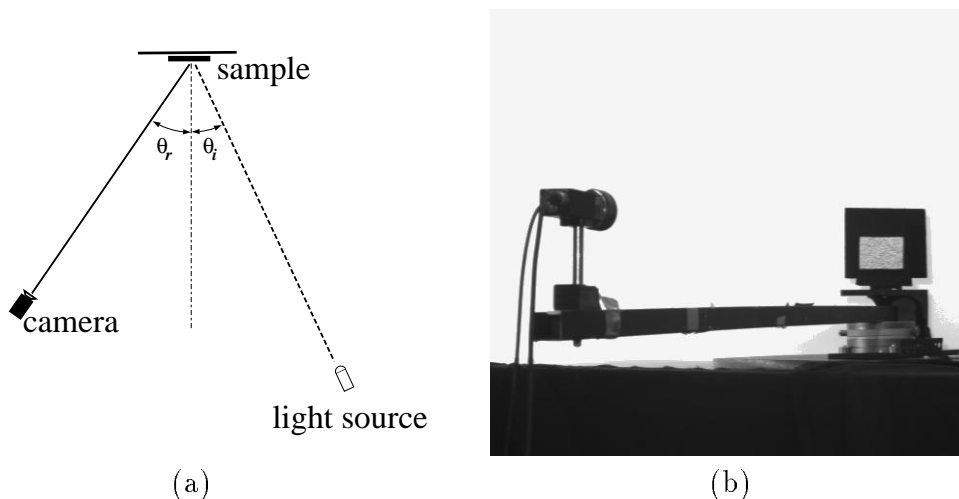 sample
θr θi
camera
light source
(a) (b)